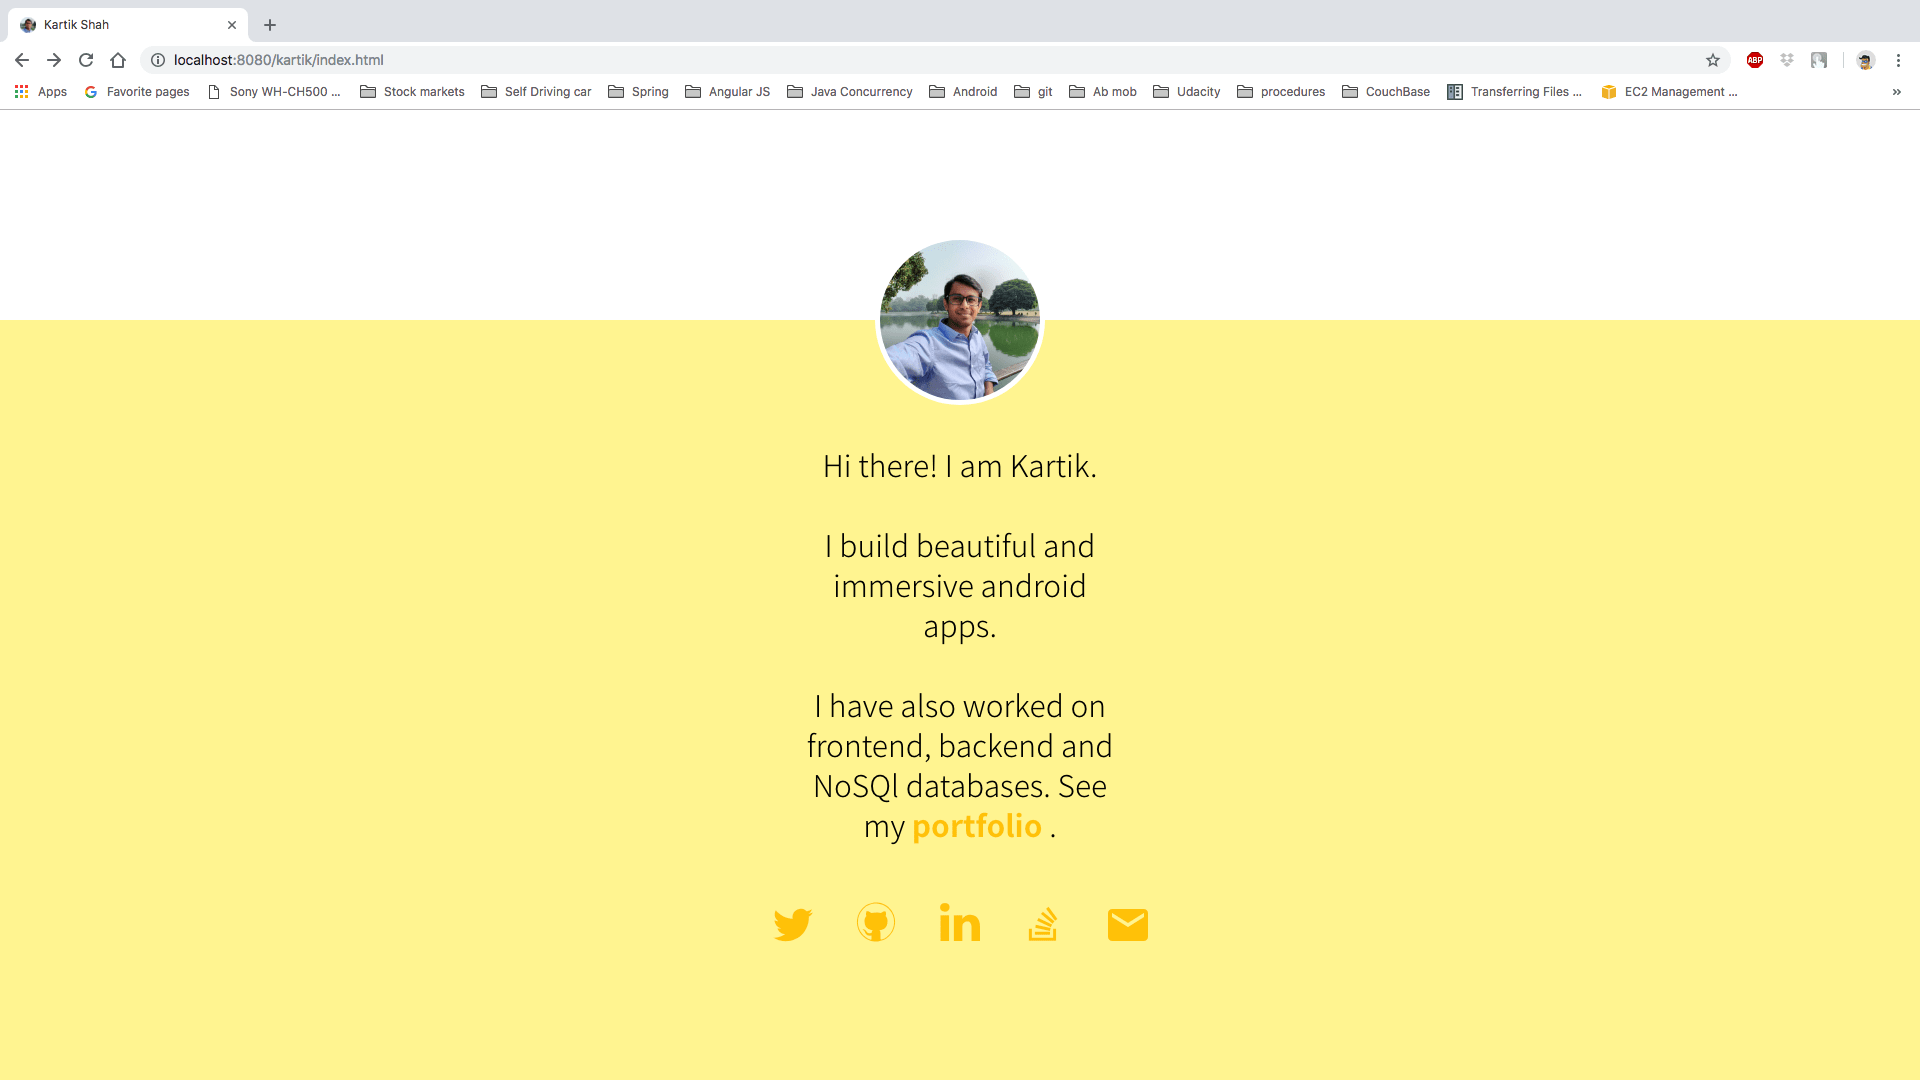 Kartik Shah
localhost:8080/kartik/index.html
ABP
Apps Favorite pages Sony WH-CH500 ... Stock markets Self Driving car Spring Angular JS Java Concurrency Android git Ab mob Udacity procedures CouchBase Transferring Files ... EC2 Management ... »
Hi there! I am Kartik.
I build beautiful and
immersive android
apps.
I have also worked on
frontend, backend and
NoSQl databases. See
my portfolio .
in